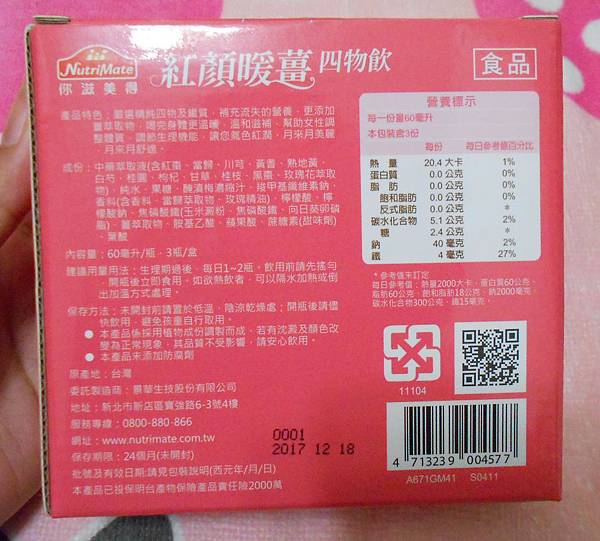 NutriMate
你滋美得
紅顏暖薑 四物飲
食品
產品特色：嚴選精純四物及鐵質，補充流失的營養，更添加
薑萃取物，喝完身體更溫暖，溫和滋補，幫助女性調
整體質，調節生理機能，讓您氣色紅潤，月來月美麗
，月來月舒適。
成份：中藥萃取液(含紅棗、當歸、川芎、黃耆、熟地黃、
白芍、桂圓、枸杞、甘草、桂枝、黑棗、玫瑰花萃取
物)、純水、果糖、醃漬梅濃縮汁、羧甲基纖維素鈉、
香料(含香料、當歸萃取物、玫瑰精油)、檸檬酸、檸
檬酸鈉、焦磷酸鐵(玉米澱粉、焦磷酸鐵、向日葵卵磷
脂)、薑萃取物、胺基乙酸、蘋果酸、蔗糖素(甜味劑)
、葉酸
內容量：60毫升/瓶，3瓶/盒
建議用量用法：生理期過後，每日1~2瓶。飲用前請先搖勻
，開瓶後立即食用。如欲熱飲者，可以隔水加熱或倒
出加溫方式處理。
保存方法：未開封前請置於低溫，陰涼乾燥處；開瓶後請儘
快飲用，避免孩童自行取用。
● 本產品係採用植物成份調製而成，若有沈澱及顏色改
變為正常現象，其品質不受影響，請安心飲用。
● 本產品未添加防腐劑
原產地：台灣
委託製造商：景華生技股份有限公司
地址：新北市新店區寶強路6-3號4樓
服務專線：0800-880-866
網址：www.nutrimate.com.tw
保存期限：24個月(未開封)
批號及有效日期:請見包裝說明(西元年/月/日)
本產品已投保明台產物保險產品責任險2000萬
0001
2017 12 18
營養標示
每一份量60毫升
本包裝含3份
每份 每日參考值百分比
熱量 20.4 大卡 1%
蛋白質 0.0 公克 0%
脂肪 0.0 公克 0%
飽和脂肪 0.0 公克 0%
反式脂肪 0.0 公克 *
碳水化合物 5.1 公克 2%
糖 2.4 公克 *
鈉 40 毫克 2%
鐵 4 毫克 27%
* 參考值未訂定
每日參考值：熱量2000大卡、蛋白質60公克、
脂肪60公克、飽和脂肪18公克、鈉2000毫克、
碳水化合物300公克、鐵15毫克。
11104
4 713239 004577
A671GM41 S0411